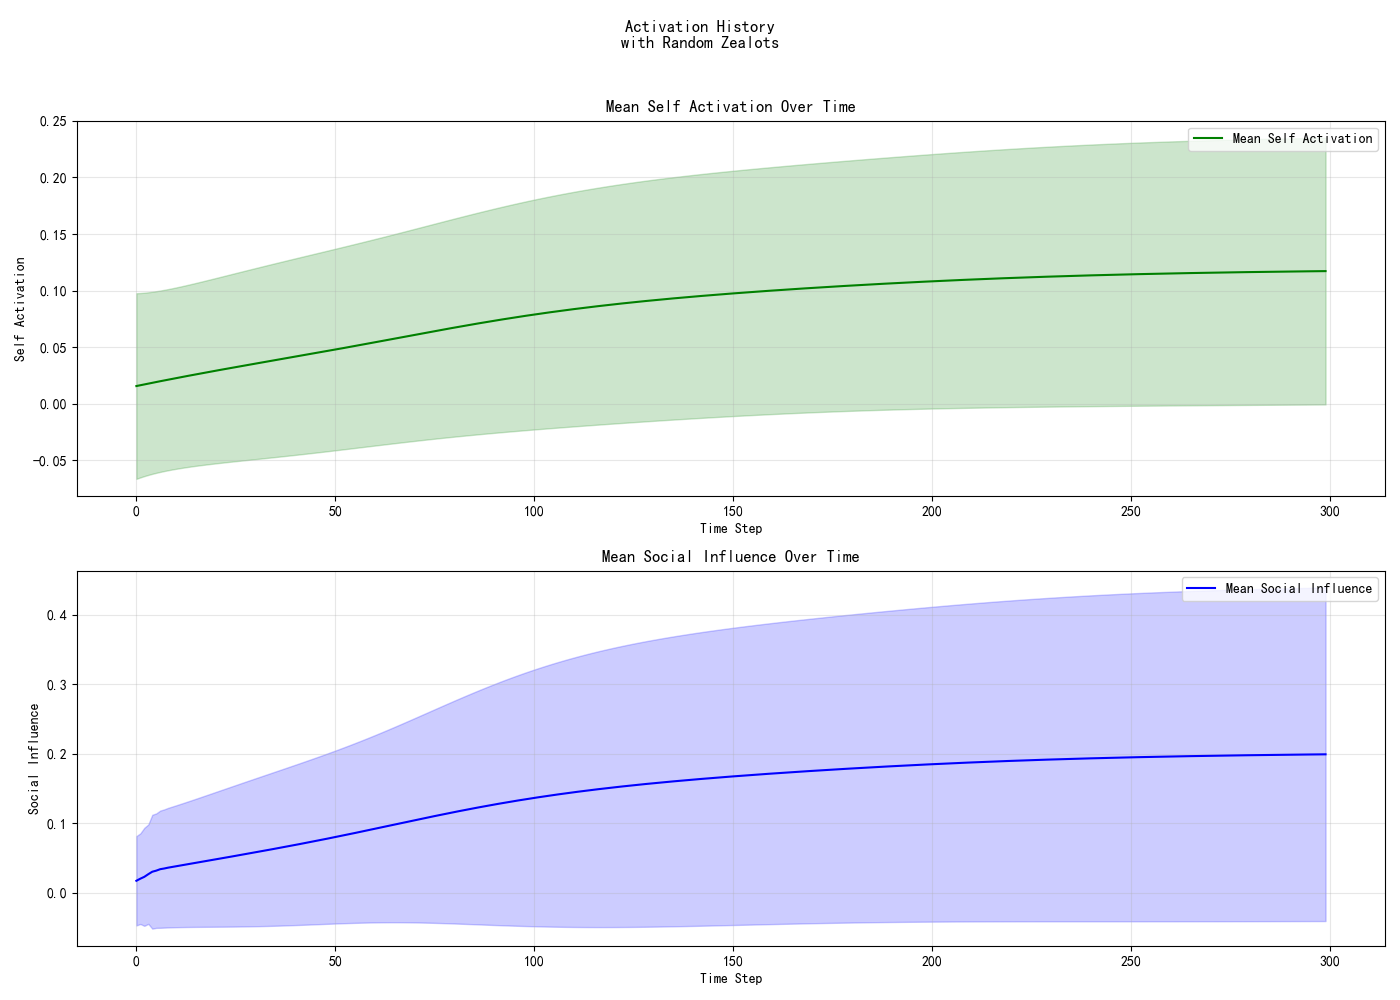 Activation History
with Random Zealots
Mean Self Activation Over Time
Mean Self Activation
Self Activation
0.25
0.20
0.15
0.10
0.05
0.00
−0.05
0 50 100 150 200 250 300
Time Step
Mean Social Influence Over Time
Mean Social Influence
Social Influence
0.4
0.3
0.2
0.1
0.0
0 50 100 150 200 250 300
Time Step